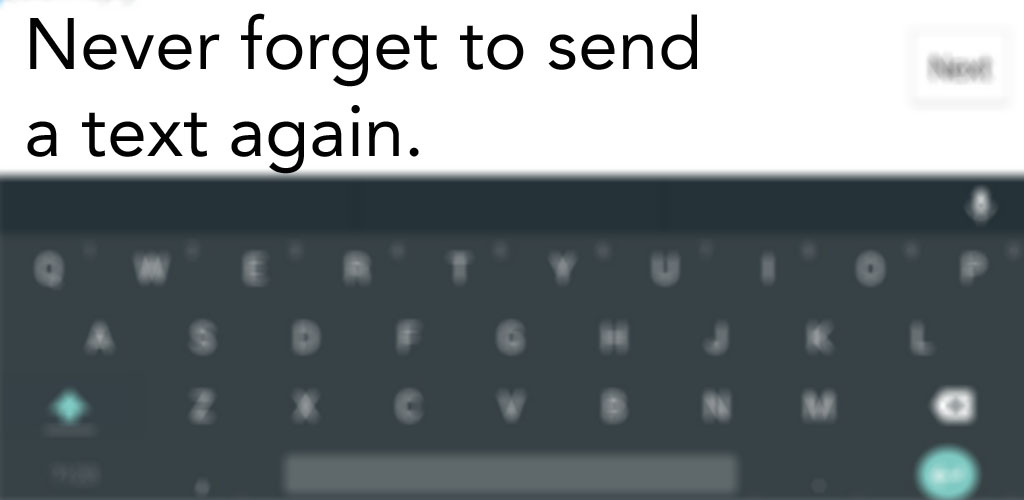 Never forget to send
a text again.
Next
Q W E R T Y U I O P
A S D F G H J K L
Z X C V B N M